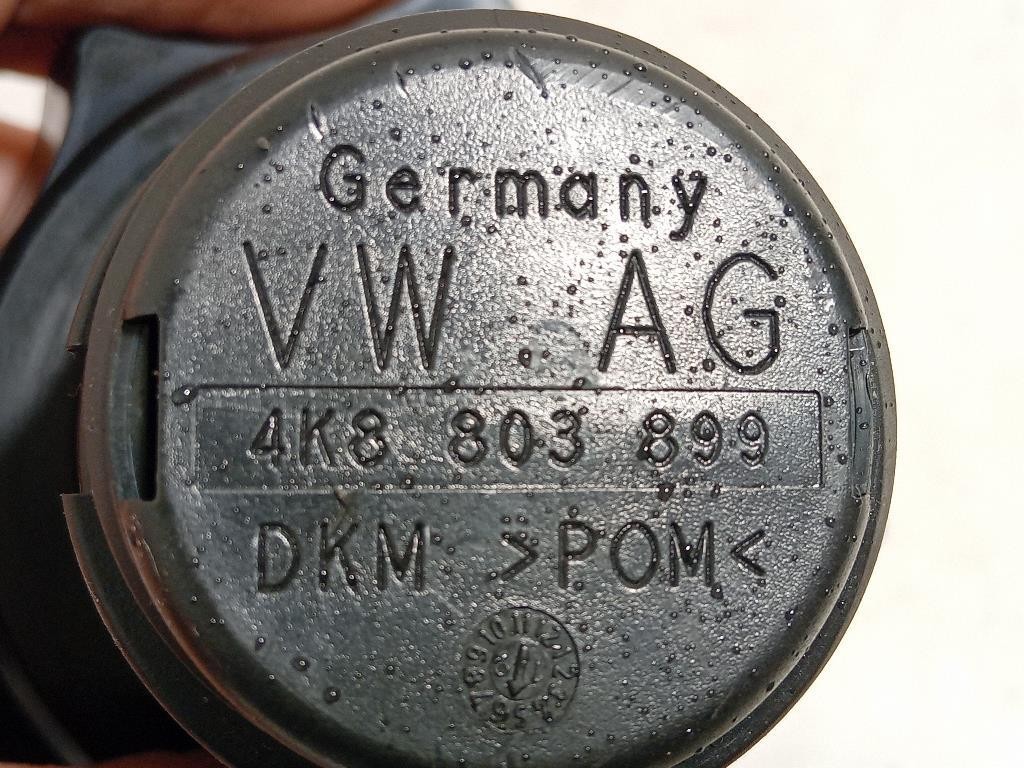 Germany
VW AG
4K8 803 899
DKM >POM<